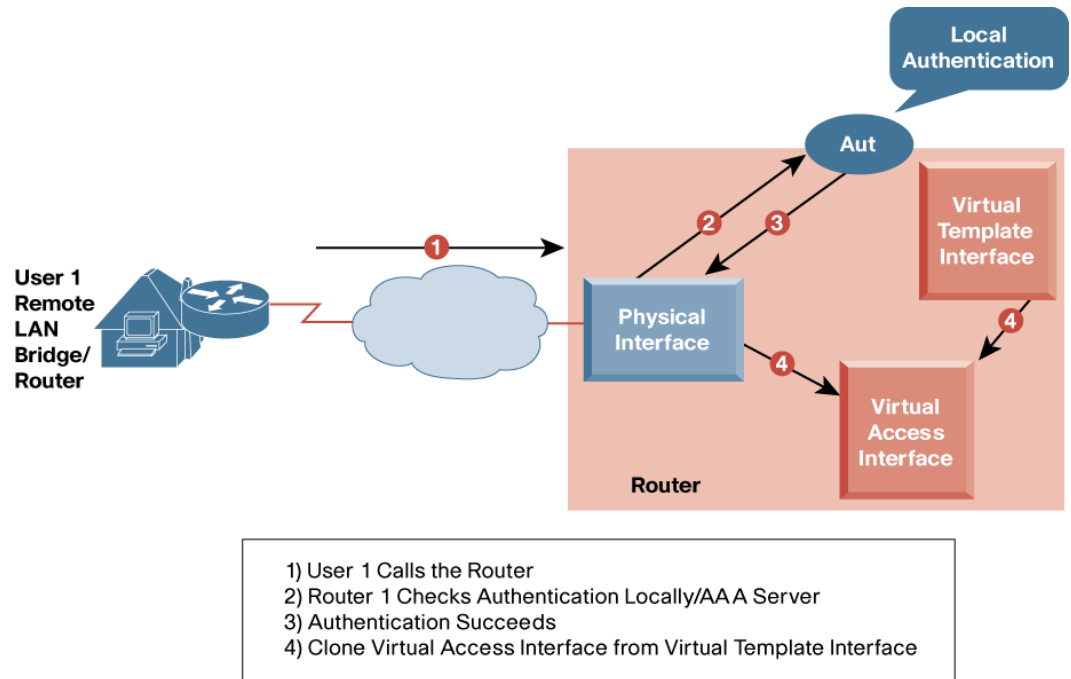 Local
Authentication
Aut
Virtual
Template
Interface
2
3
1
User 1
Remote
LAN
Bridge/
Router
Physical
Interface
4
4
Virtual
Access
Interface
Router
1) User 1 Calls the Router
2) Router 1 Checks Authentication Locally/AAA Server
3) Authentication Succeeds
4) Clone Virtual Access Interface from Virtual Template Interface